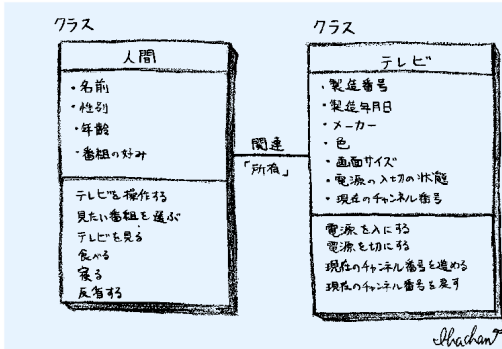 クラス
人間
・名前
・性別
・年齢
・番組の好み
テレビを操作する
見たい番組を選ぶ
テレビを見る
食べる
寝る
反省する
関連
「所有」
クラス
テレビ
・製造番号
・製造年月日
・メーカー
・色
・画面サイズ
・電源の入切の状態
・現在のチャンネル番号
電源を入にする
電源を切にする
現在のチャンネル番号を進める
現在のチャンネル番号を戻す